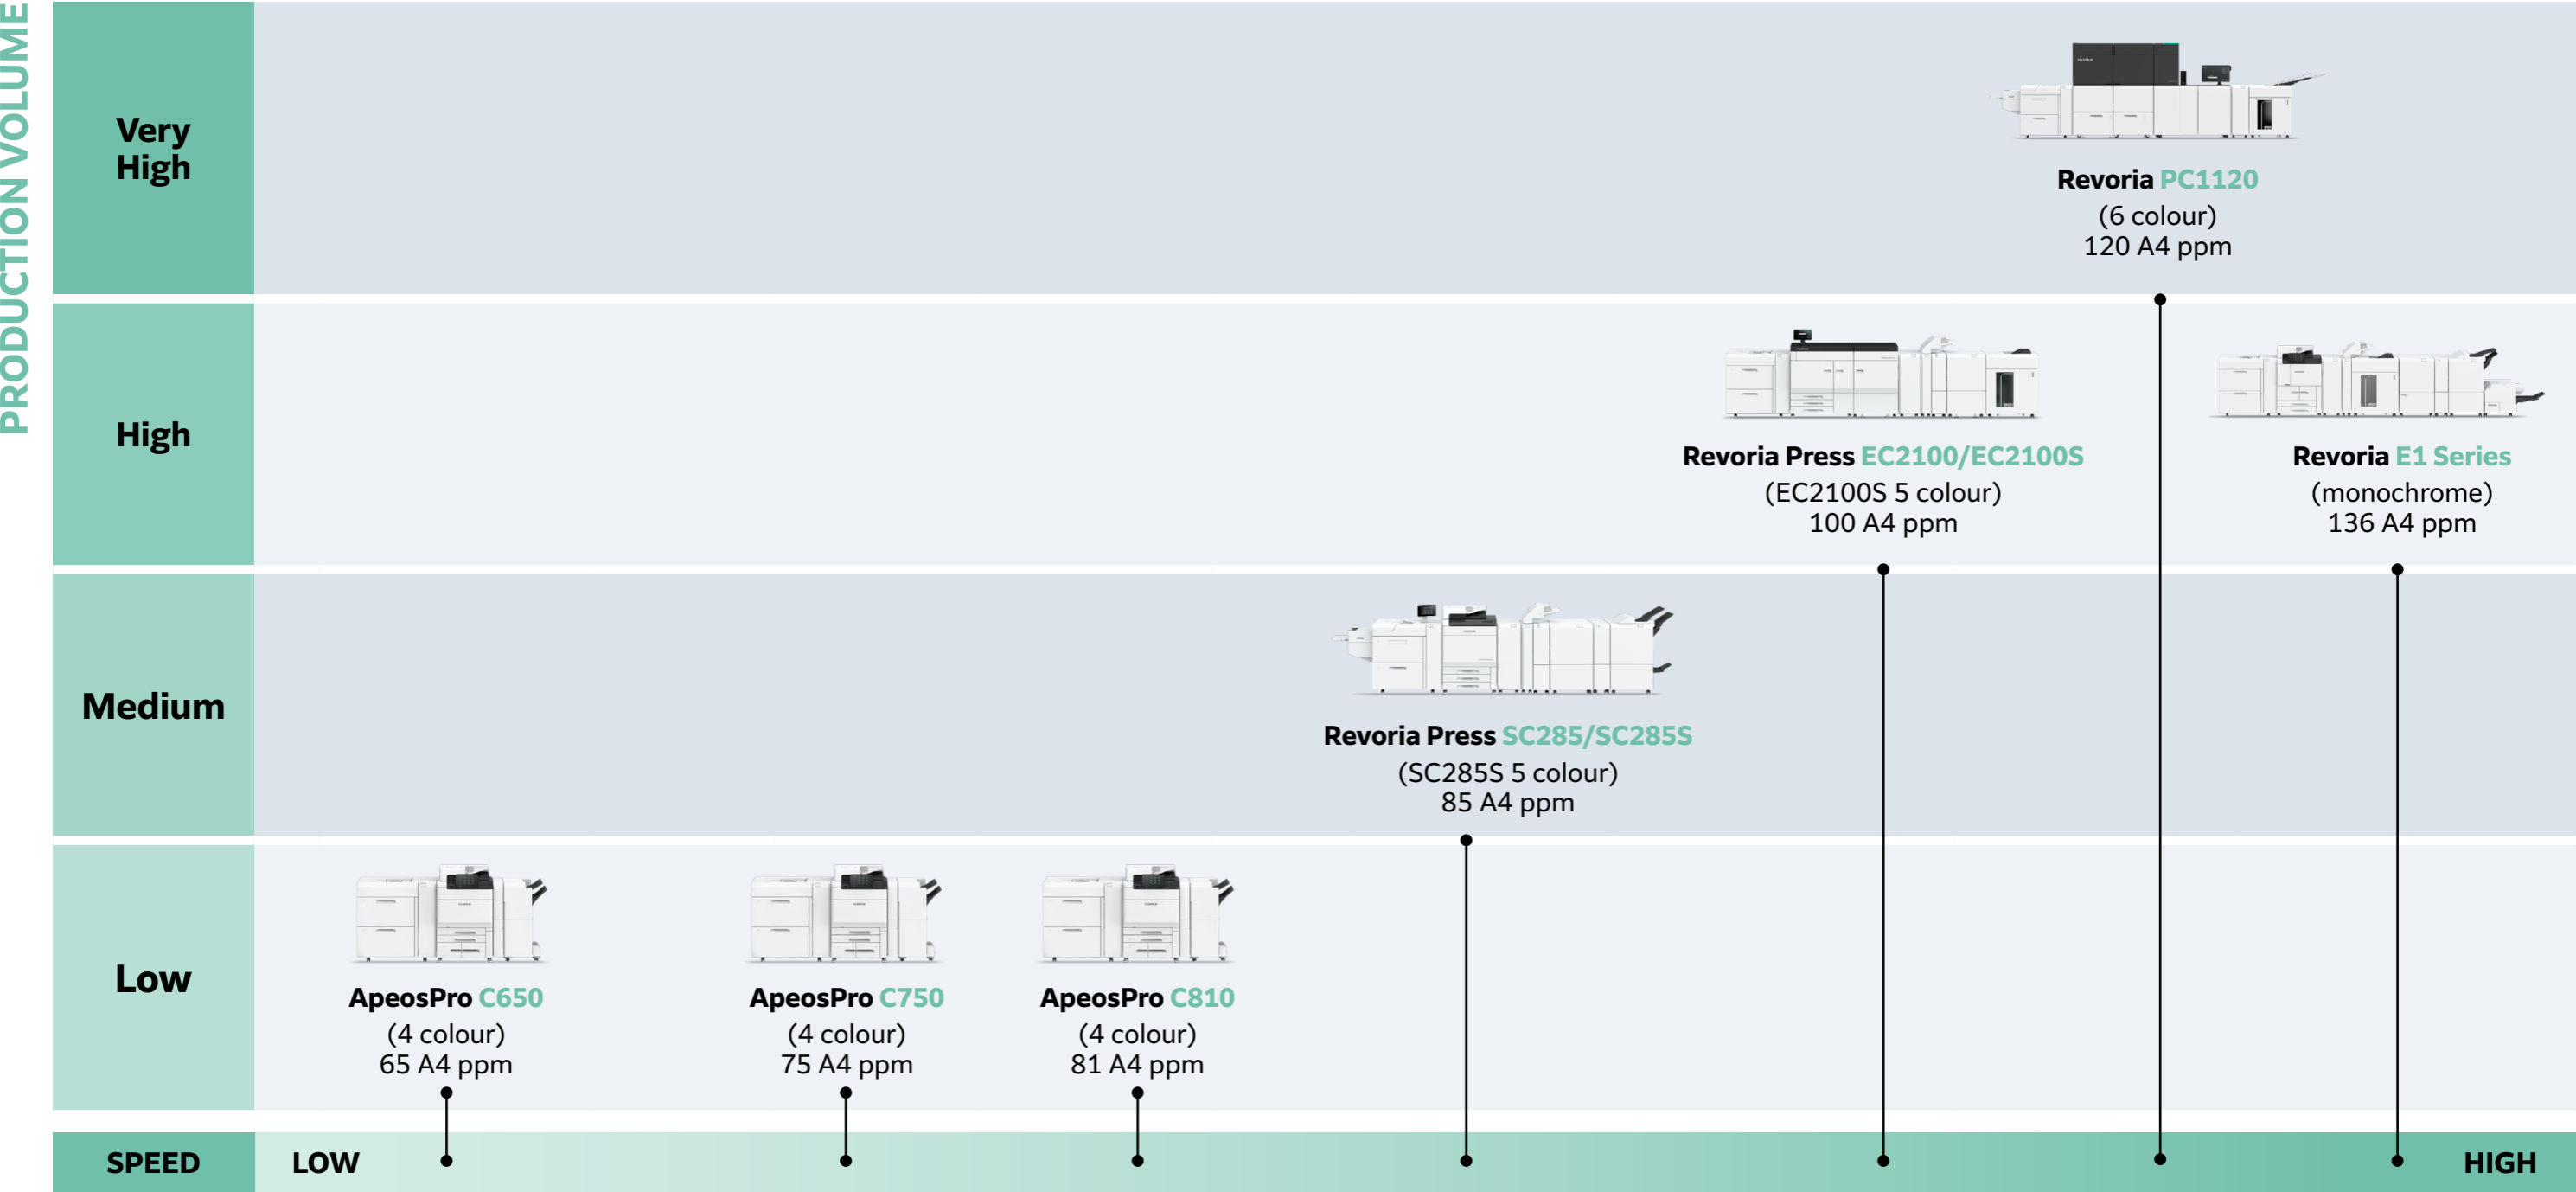 PRODUCTION VOLUME
Very
High
Revoria PC1120
(6 colour)
120 A4 ppm
High
Revoria Press EC2100/EC2100S
(EC2100S 5 colour)
100 A4 ppm
Revoria E1 Series
(monochrome)
136 A4 ppm
Medium
Revoria Press SC285/SC285S
(SC285S 5 colour)
85 A4 ppm
Low
ApeosPro C650
(4 colour)
65 A4 ppm
ApeosPro C750
(4 colour)
75 A4 ppm
ApeosPro C810
(4 colour)
81 A4 ppm
SPEED
LOW
HIGH